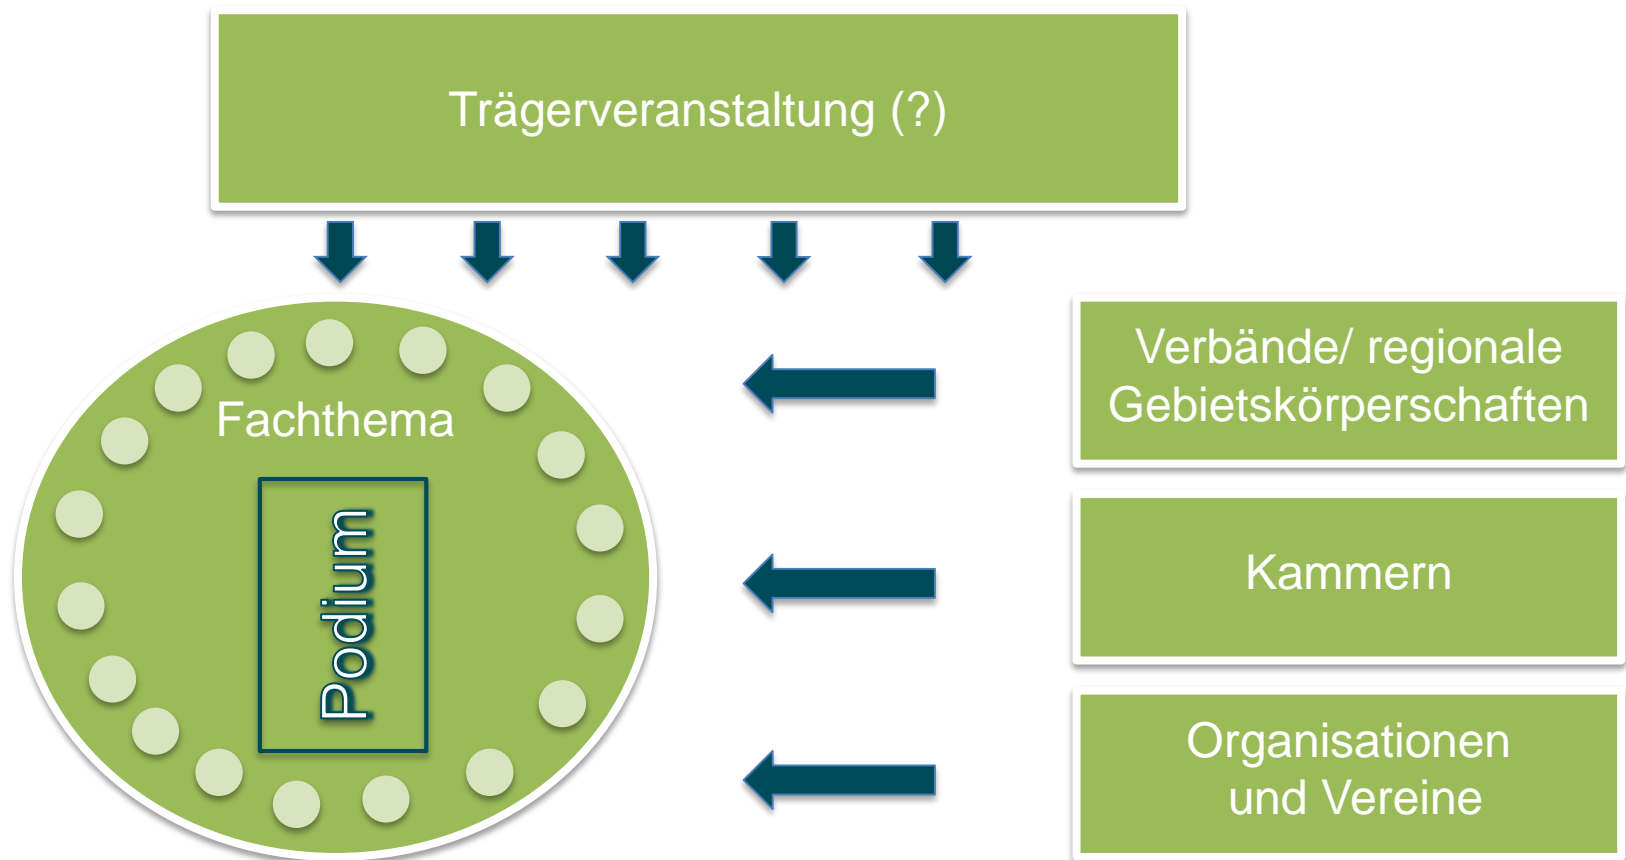 Trägerveranstaltung (?)
Fachthema
Podium
Verbände/ regionale
Gebietskörperschaften
Kammern
Organisationen
und Vereine